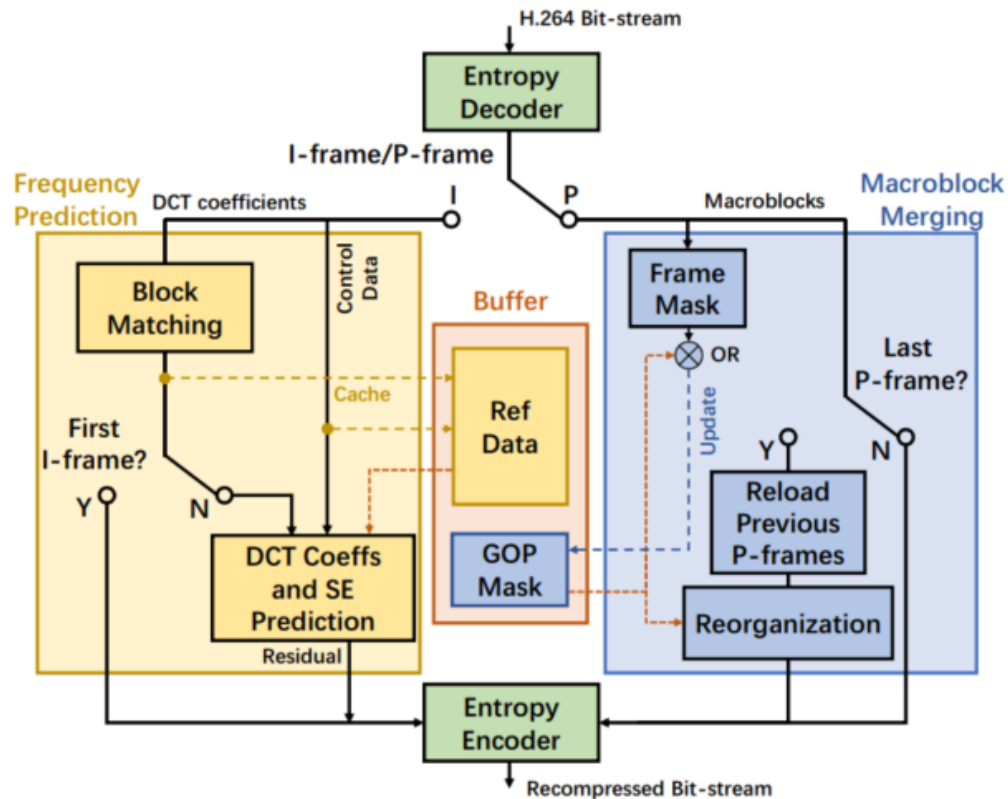 H.264 Bit-stream
Entropy
Decoder
I-frame/P-frame
Frequency
Prediction
DCT coefficients
I
P
Macroblocks
Macroblock
Merging
Block
Matching
Control
Data
Buffer
Frame
Mask
OR
Last
P-frame?
Cache
Ref
Data
Update
First
I-frame?
Y
N
Y
N
Reload
Previous
P-frames
DCT Coeffs
and SE
Prediction
GOP
Mask
Reorganization
Residual
Entropy
Encoder
Recompressed Bit-stream